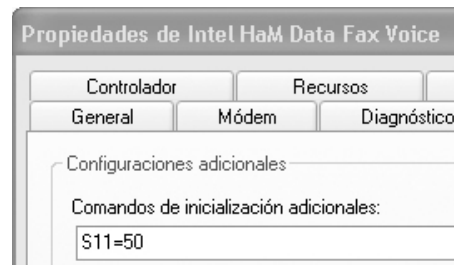 Propiedades de Intel HaM Data Fax Voice
Controlador Recursos
General Módem Diagnóstico
Configuraciones adicionales
Comandos de inicialización adicionales:
S11=50